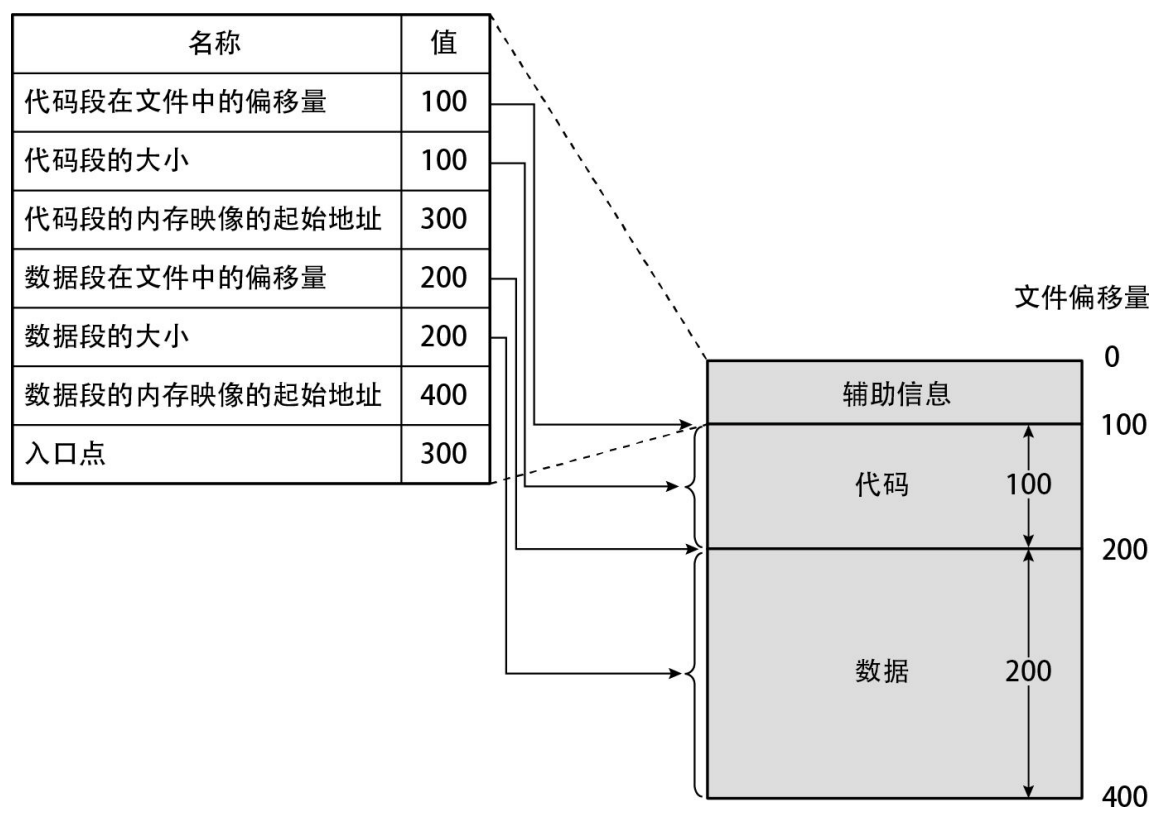 名称 值
代码段在文件中的偏移量 100
代码段的大小 100
代码段的内存映像的起始地址 300
数据段在文件中的偏移量 200
数据段的大小 200
数据段的内存映像的起始地址 400
入口点 300
文件偏移量
0
辅助信息
100
代码 100
200
数据 200
400